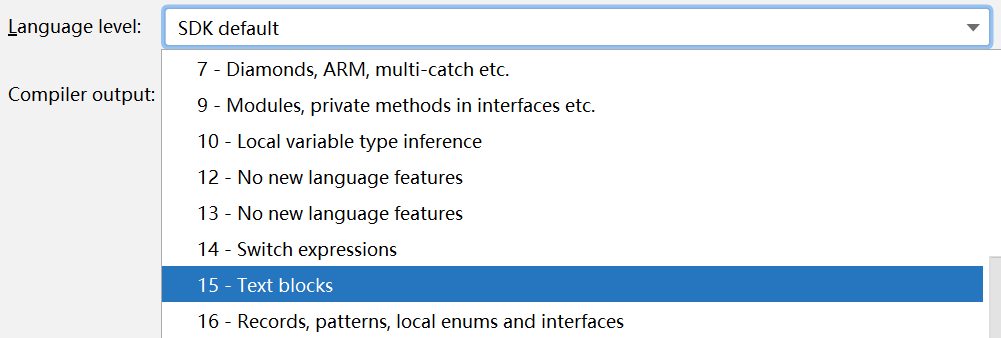 Language level:
SDK default
7 - Diamonds, ARM, multi-catch etc.
Compiler output:
9 - Modules, private methods in interfaces etc.
10 - Local variable type inference
12 - No new language features
13 - No new language features
14 - Switch expressions
15 - Text blocks
16 - Records, patterns, local enums and interfaces